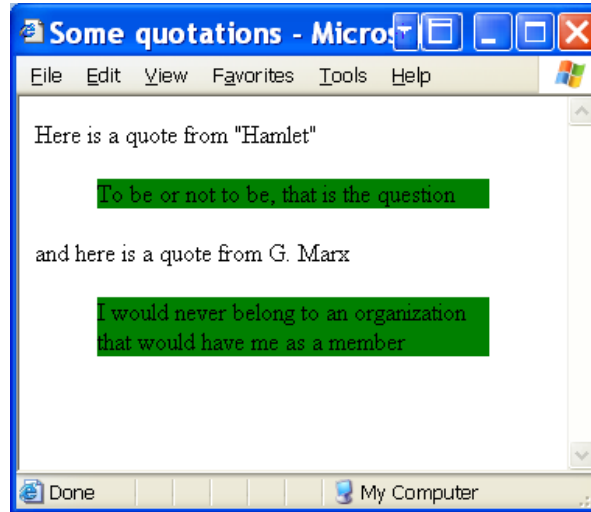 Some quotations - Micros
File Edit View Favorites Tools Help
Here is a quote from "Hamlet"
To be or not to be, that is the question
and here is a quote from G. Marx
I would never belong to an organization
that would have me as a member
Done My Computer